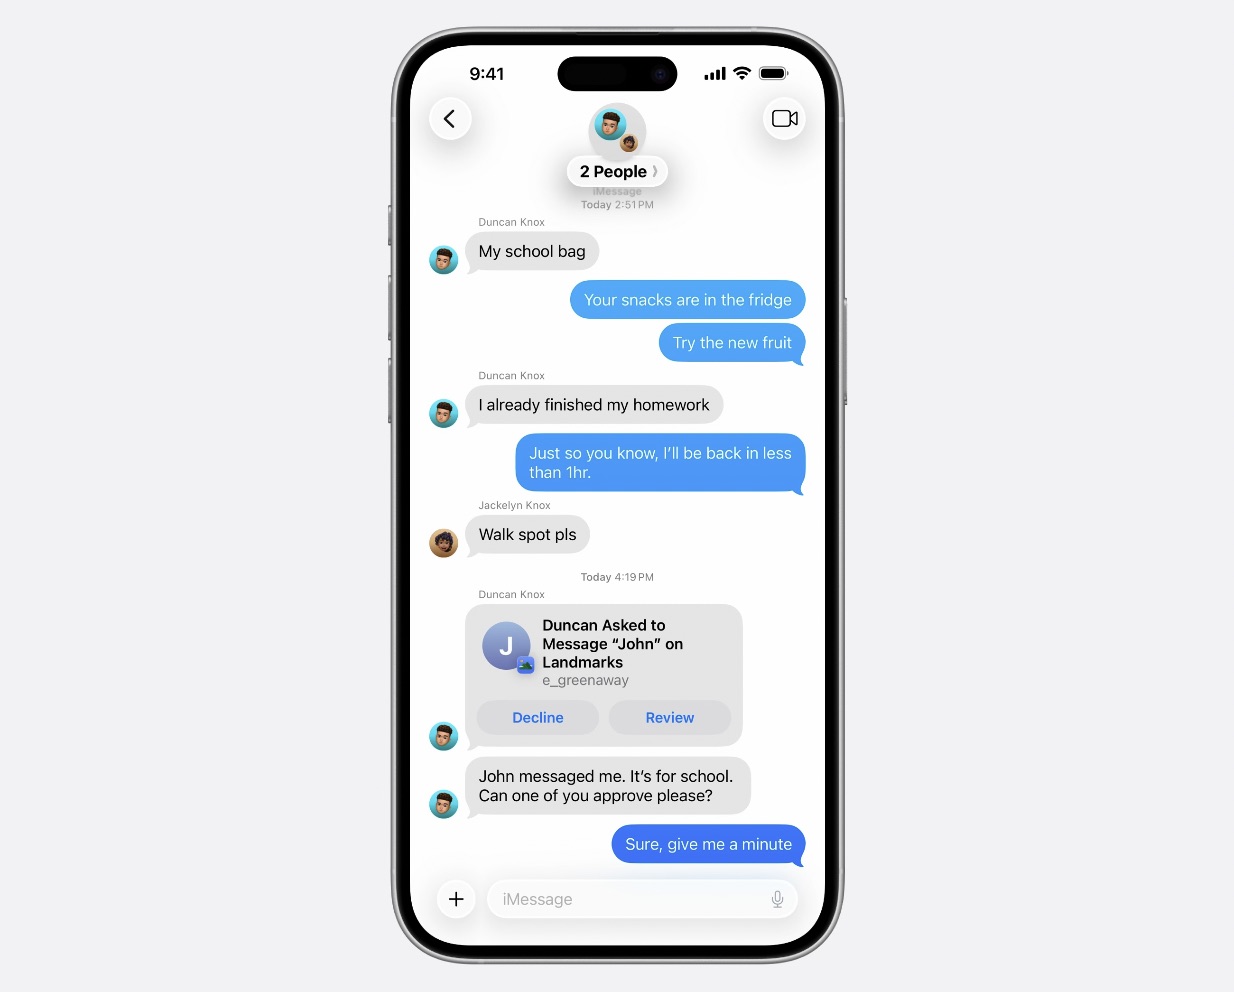 9:41
2 People
iMessage
Today 2:51 PM
Duncan Knox
My school bag
Your snacks are in the fridge
Try the new fruit
Duncan Knox
I already finished my homework
Just so you know, I’ll be back in less
than 1hr.
Jackelyn Knox
Walk spot pls
Today 4:19 PM
Duncan Knox
Duncan Asked to
Message “John” on
Landmarks
e_greenaway
J
Decline
Review
John messaged me. It’s for school.
Can one of you approve please?
Sure, give me a minute
iMessage